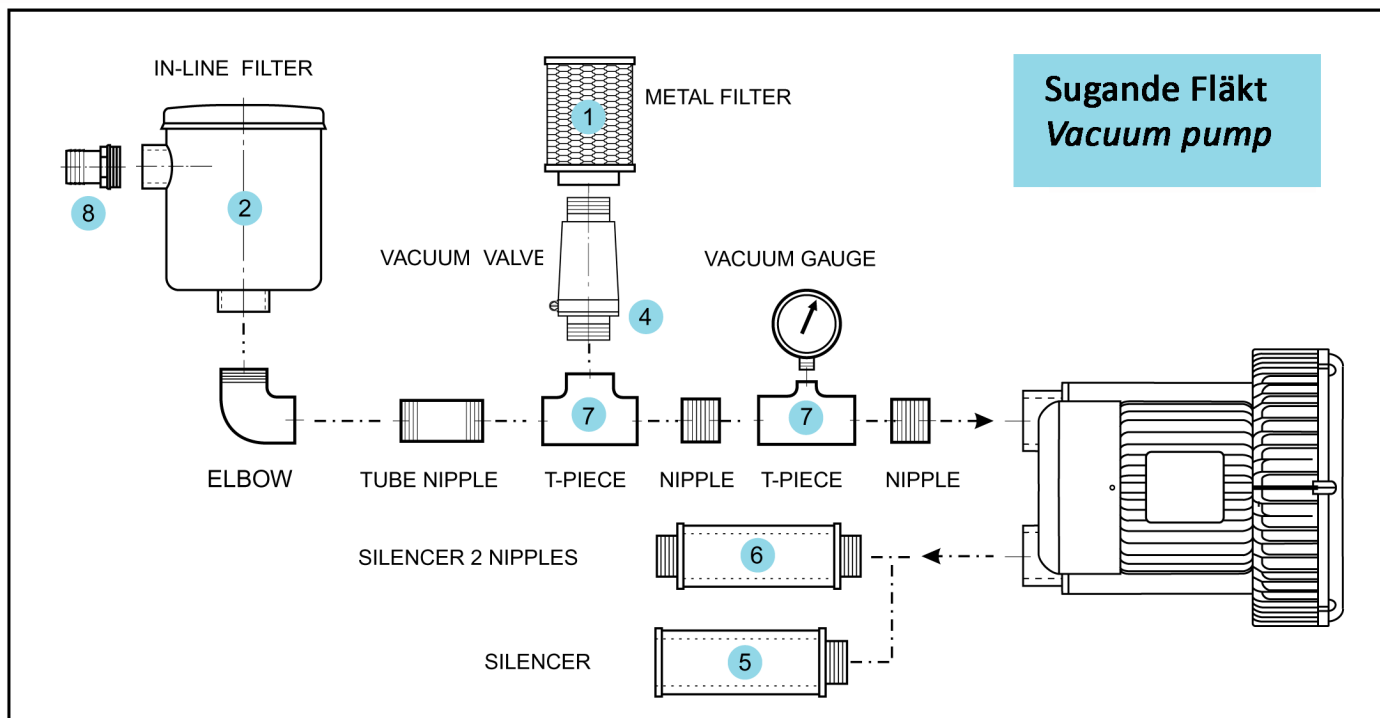 IN-LINE FILTER
METAL FILTER
1
Sugande Fläkt
Vacuum pump
2
8
VACUUM VALVE
VACUUM GAUGE
4
7
7
ELBOW
TUBE NIPPLE
T-PIECE
NIPPLE
T-PIECE
NIPPLE
SILENCER 2 NIPPLES
6
SILENCER
5